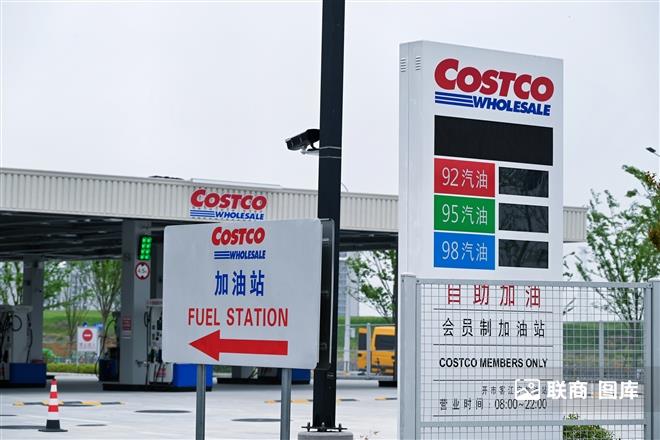 COSTCO
WHOLESALE
92汽油
95汽油
98汽油
自助加油
会员制加油站
COSTCO MEMBERS ONLY
营业时间：08:00~22:00
COSTCO
WHOLESALE
COSTCO
WHOLESALE
加油站
FUEL STATION
联商 图库